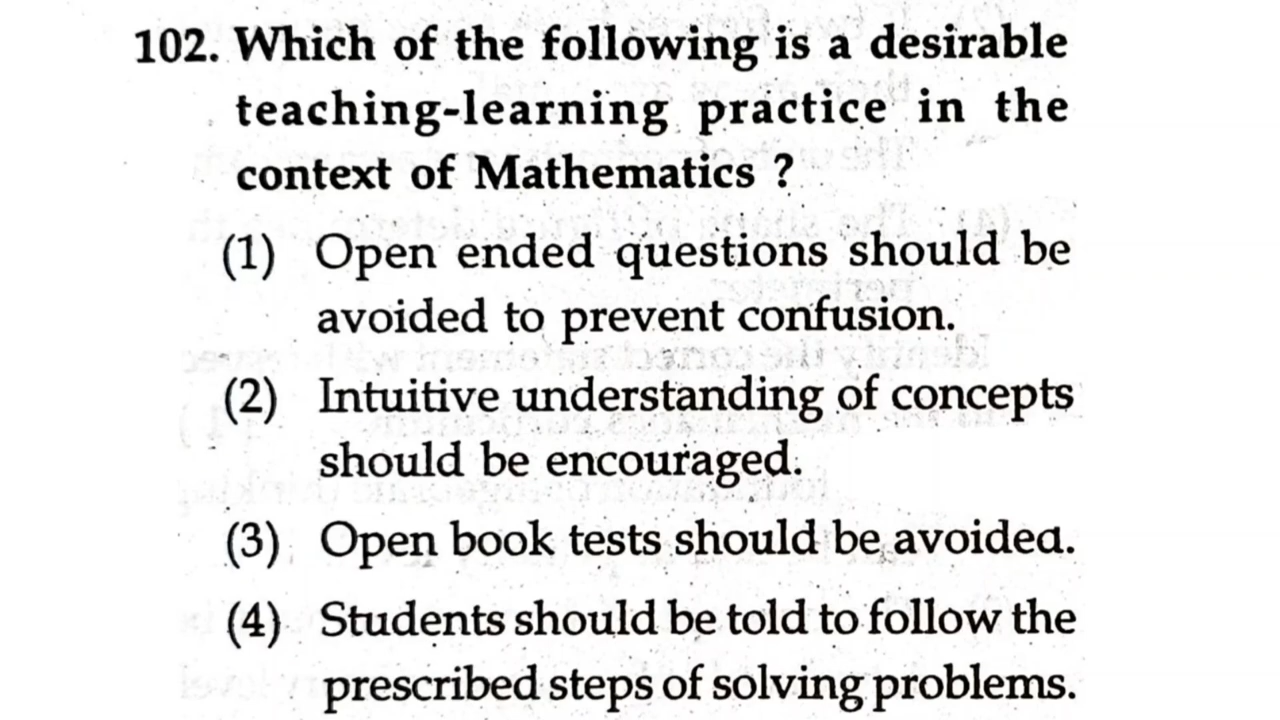 102. Which of the following is a desirable
teaching-learning practice in the
context of Mathematics ?
(1) Open ended questions should be
avoided to prevent confusion.
(2) Intuitive understanding of concepts
should be encouraged.
(3) Open book tests should be avoided.
(4) Students should be told to follow the
prescribed steps of solving problems.